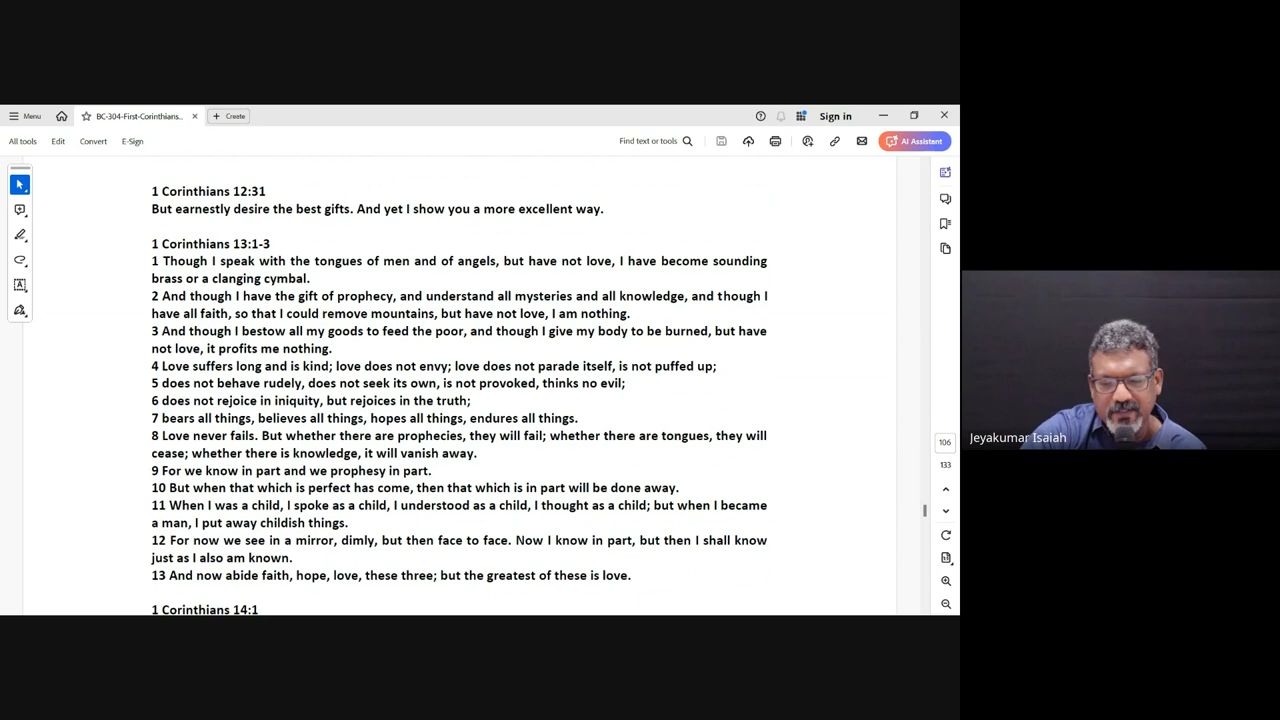 Menu
BC-304-First-Corinthians...
Create
Sign in
All tools
Edit
Convert
E-Sign
Find text or tools
AI Assistant
1 Corinthians 12:31
But earnestly desire the best gifts. And yet I show you a more excellent way.
1 Corinthians 13:1-3
1 Though I speak with the tongues of men and of angels, but have not love, I have become sounding
brass or a clanging cymbal.
2 And though I have the gift of prophecy, and understand all mysteries and all knowledge, and though I
have all faith, so that I could remove mountains, but have not love, I am nothing.
3 And though I bestow all my goods to feed the poor, and though I give my body to be burned, but have
not love, it profits me nothing.
4 Love suffers long and is kind; love does not envy; love does not parade itself, is not puffed up;
5 does not behave rudely, does not seek its own, is not provoked, thinks no evil;
6 does not rejoice in iniquity, but rejoices in the truth;
7 bears all things, believes all things, hopes all things, endures all things.
8 Love never fails. But whether there are prophecies, they will fail; whether there are tongues, they will
cease; whether there is knowledge, it will vanish away.
9 For we know in part and we prophesy in part.
10 But when that which is perfect has come, then that which is in part will be done away.
11 When I was a child, I spoke as a child, I understood as a child, I thought as a child; but when I became
a man, I put away childish things.
12 For now we see in a mirror, dimly, but then face to face. Now I know in part, but then I shall know
just as I also am known.
13 And now abide faith, hope, love, these three; but the greatest of these is love.
1 Corinthians 14:1
106
133
Jeyakumar Isaiah